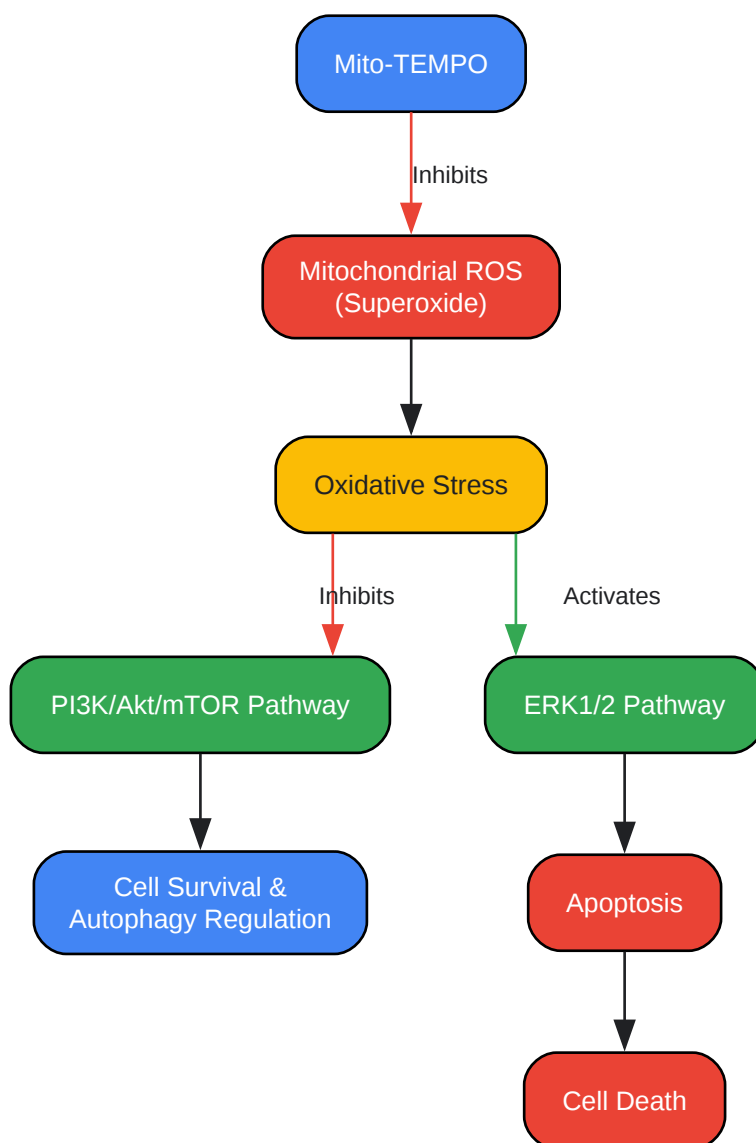 Mito-TEMPO
Inhibits
Mitochondrial ROS
(Superoxide)
Oxidative Stress
Inhibits
Activates
PI3K/Akt/mTOR Pathway
ERK1/2 Pathway
Cell Survival &
Autophagy Regulation
Apoptosis
Cell Death